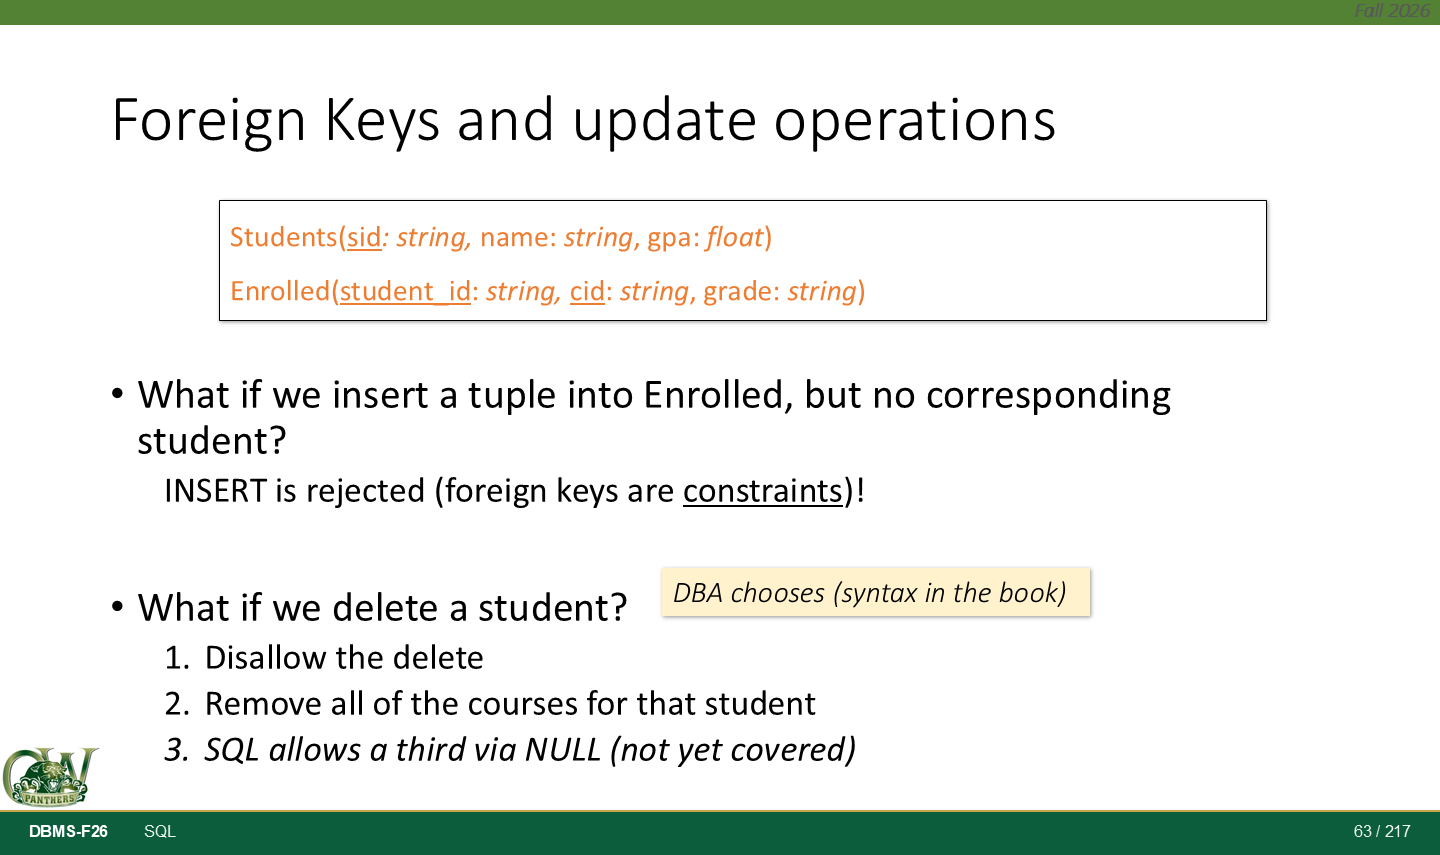 Fall 2026
Foreign Keys and update operations
Students(sid: string, name: string, gpa: float)
Enrolled(student_id: string, cid: string, grade: string)
• What if we insert a tuple into Enrolled, but no corresponding
student?
INSERT is rejected (foreign keys are constraints)!
• What if we delete a student?
DBA chooses (syntax in the book)
1. Disallow the delete
2. Remove all of the courses for that student
3. SQL allows a third via NULL (not yet covered)
OW
PANTHERS
DBMS-F26 SQL 63 / 217